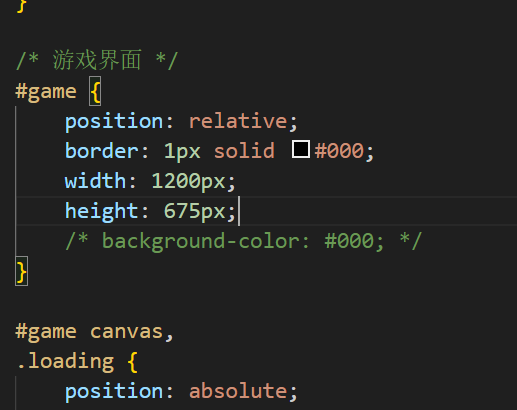 }
/* 游戏界面 */
#game {
position: relative;
border: 1px solid #000;
width: 1200px;
height: 675px;
/* background-color: #000; */
}
#game canvas,
.loading {
position: absolute;